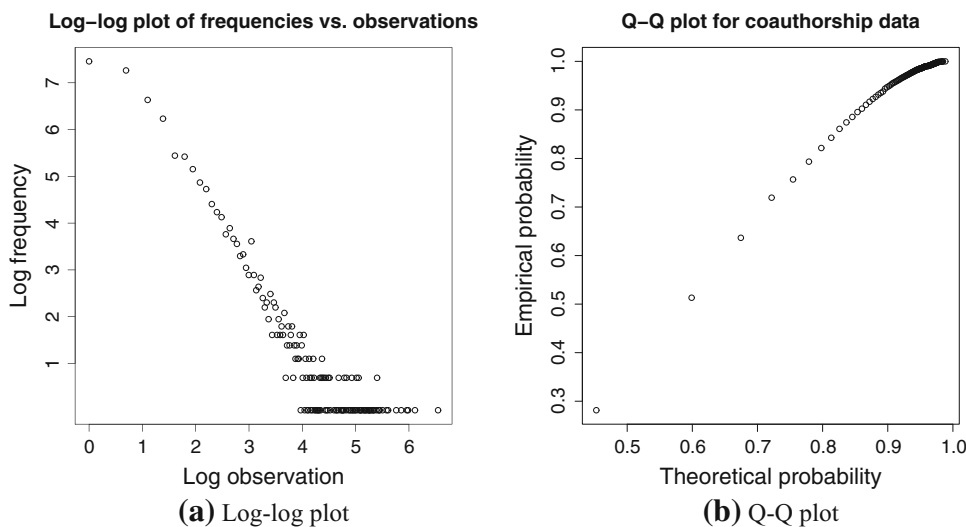 Log–log plot of frequencies vs. observations
Log frequency
7
6
5
4
3
2
1
0 1 2 3 4 5 6
Log observation
(a) Log-log plot
Q–Q plot for coauthorship data
Empirical probability
1.0
0.9
0.8
0.7
0.6
0.5
0.4
0.3
0.5 0.6 0.7 0.8 0.9 1.0
Theoretical probability
(b) Q-Q plot